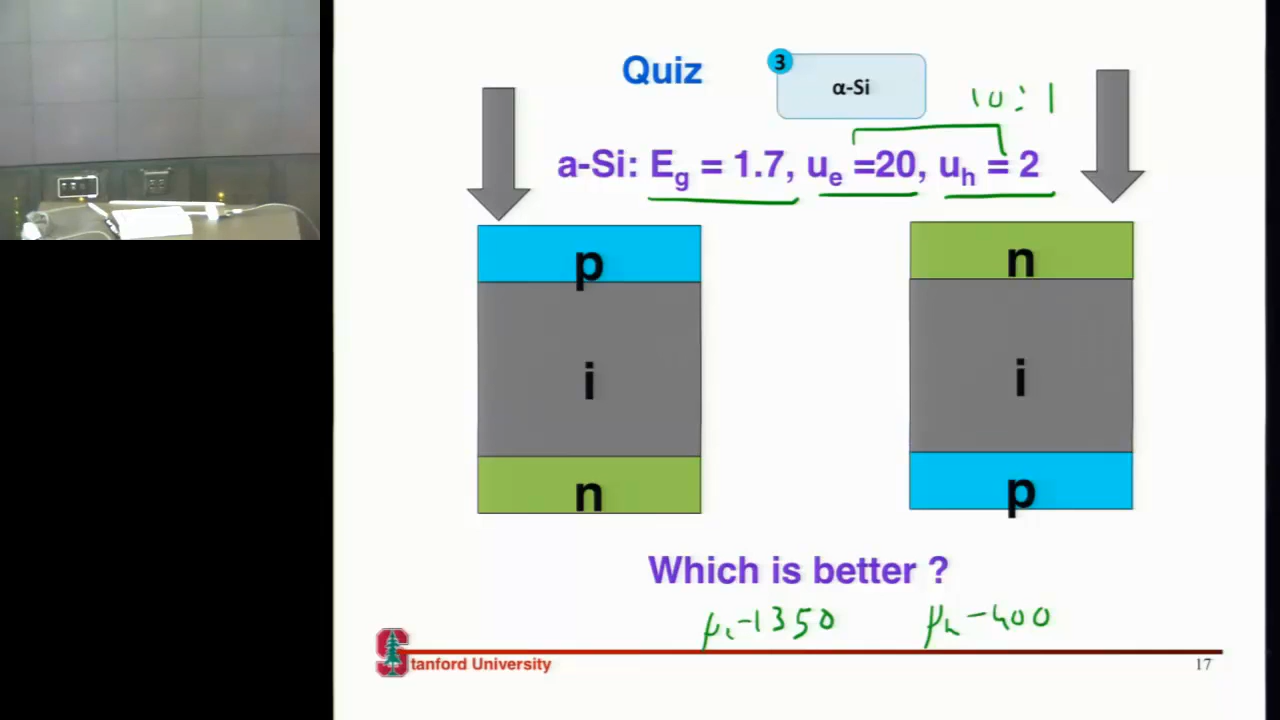 Quiz
3
α-Si
10 : 1
a-Si: Eg = 1.7, ue =20, uh = 2
p
i
n
n
i
p
Which is better ?
μe - 1350
μh - 400
Stanford University
17